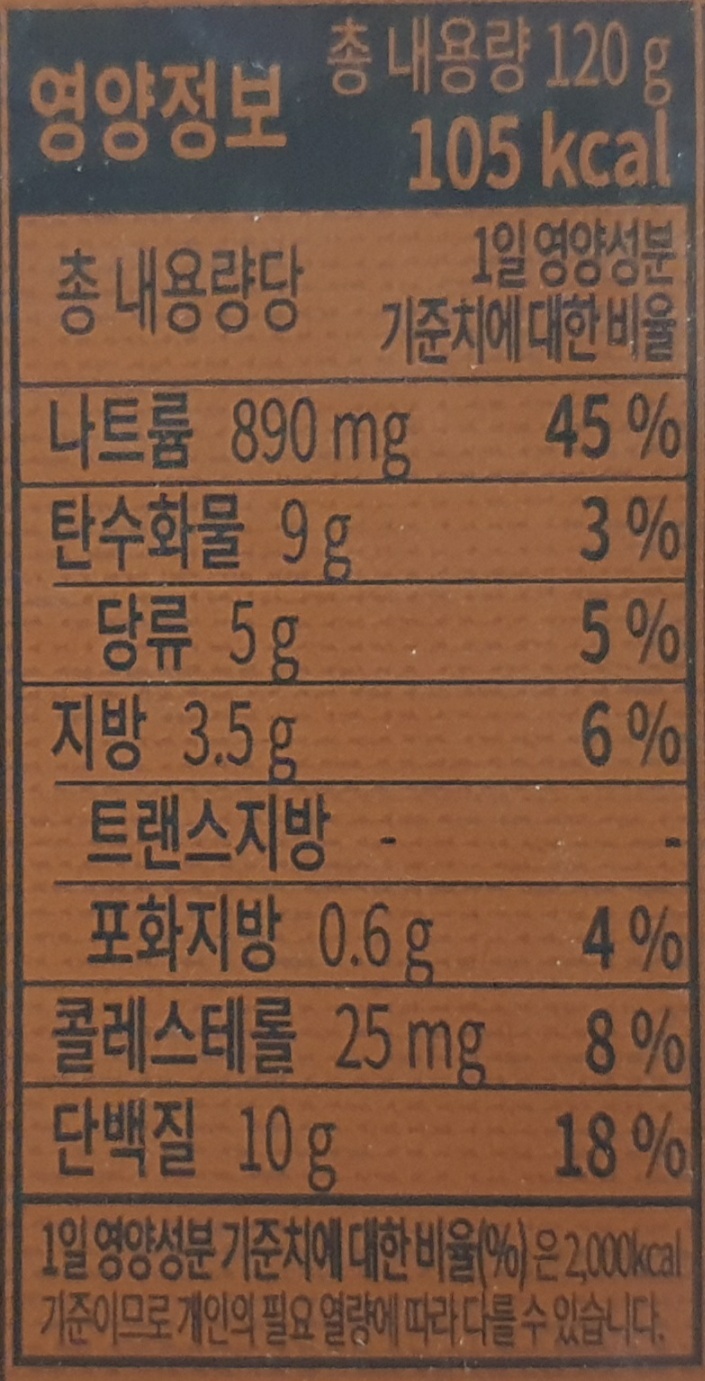 영양정보 총 내용량 120 g
105 kcal
총 내용량당 1일 영양성분
기준치에 대한 비율
나트륨 890 mg 45 %
탄수화물 9 g 3 %
당류 5 g 5 %
지방 3.5 g 6 %
트랜스지방 - -
포화지방 0.6 g 4 %
콜레스테롤 25 mg 8 %
단백질 10 g 18 %
1일 영양성분 기준치에 대한 비율(%)은 2,000kcal
기준이므로 개인의 필요 열량에 따라 다를 수 있습니다.